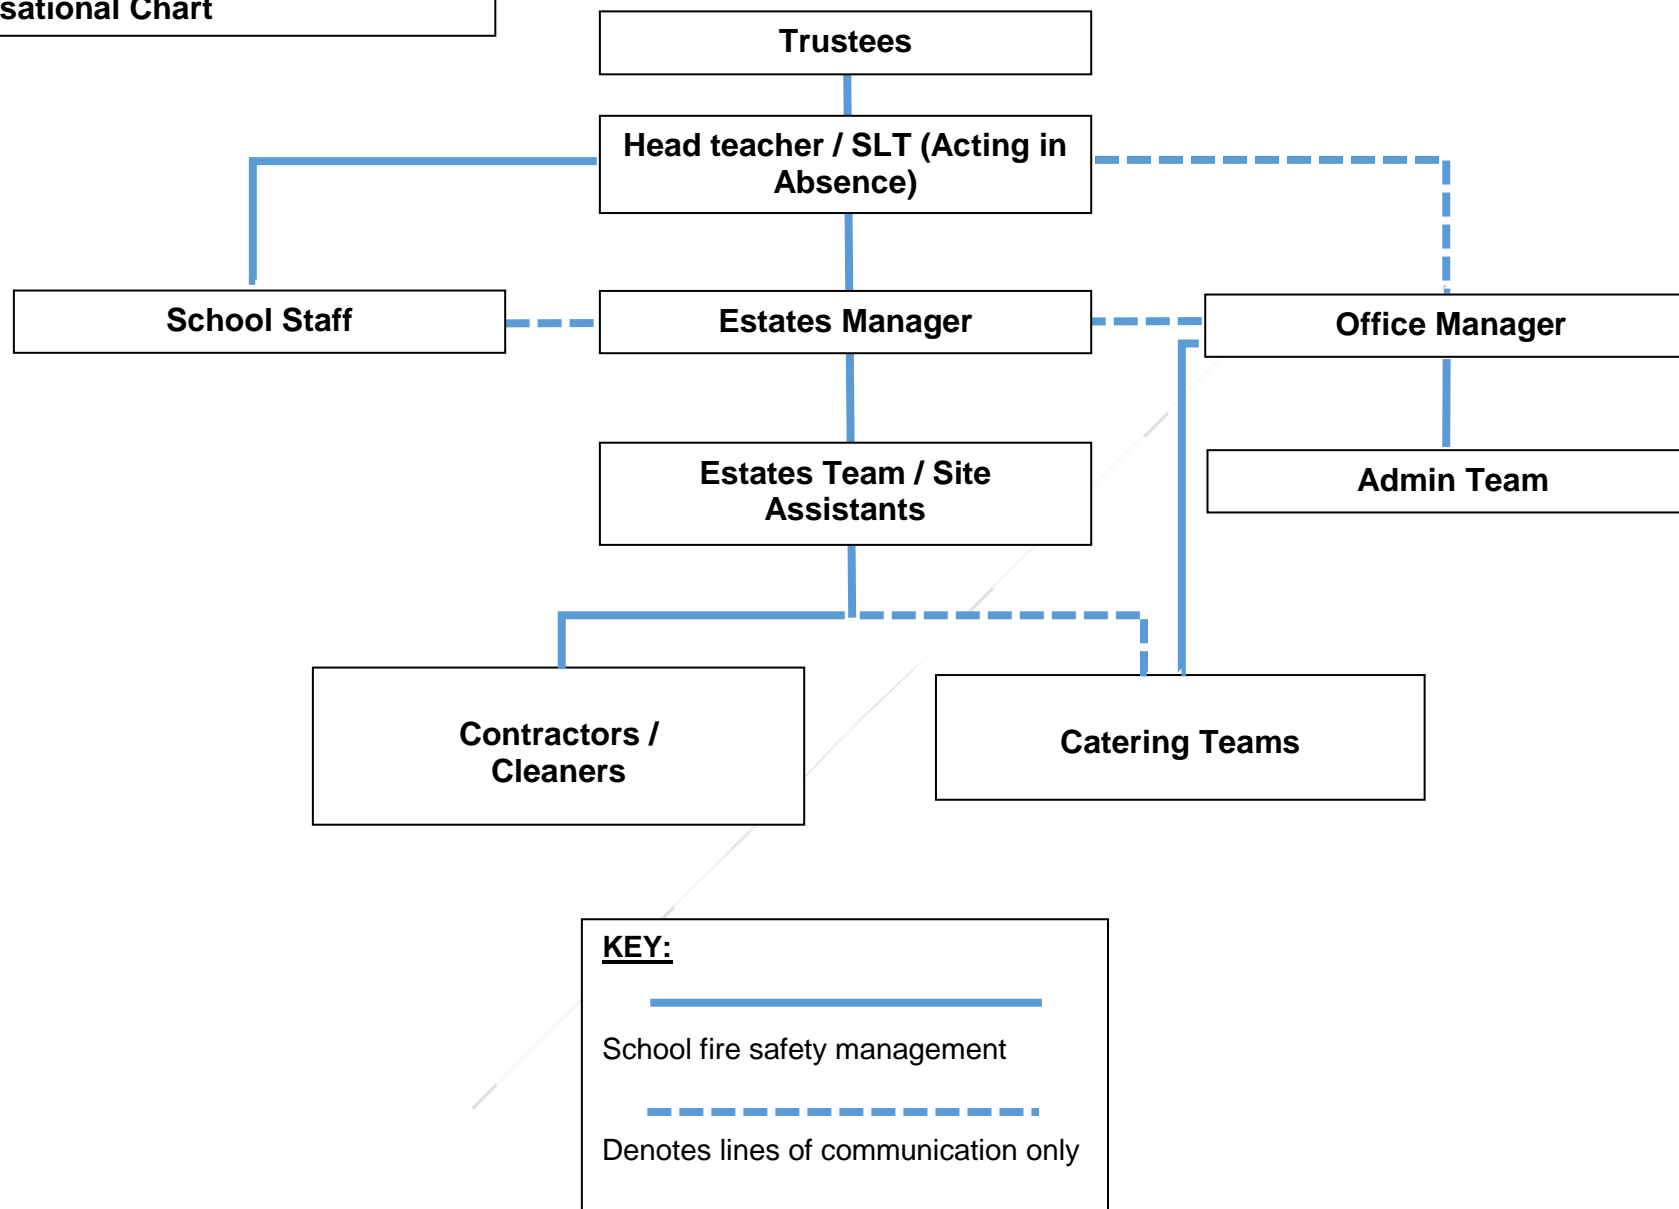 sational Chart
Trustees
Head teacher / SLT (Acting in
Absence)
School Staff
Estates Manager
Office Manager
Estates Team / Site
Assistants
Admin Team
Contractors /
Cleaners
Catering Teams
KEY:
School fire safety management
Denotes lines of communication only